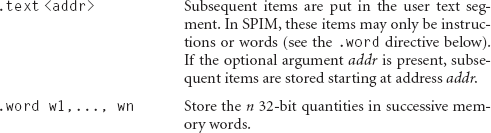 .text <addr> Subsequent items are put in the user text seg-
ment. In SPIM, these items may only be instruc-
tions or words (see the .word directive below).
If the optional argument addr is present, subse-
quent items are stored starting at address addr.
.word w1,..., wn Store the n 32-bit quantities in successive mem-
ory words.